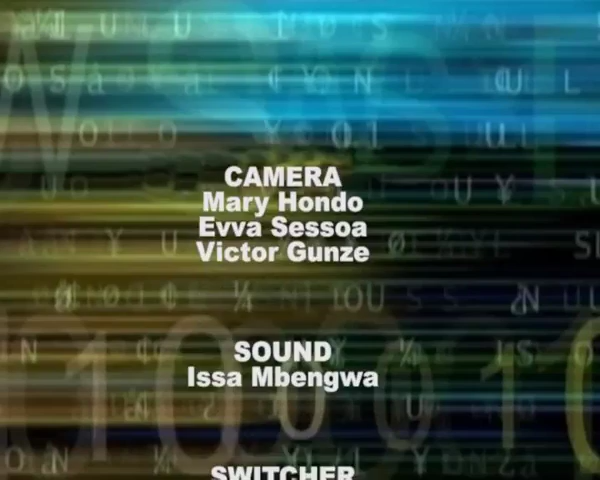 CAMERA
Mary Hondo
Evva Sessoa
Victor Gunze
SOUND
Issa Mbengwa
SWITCHER